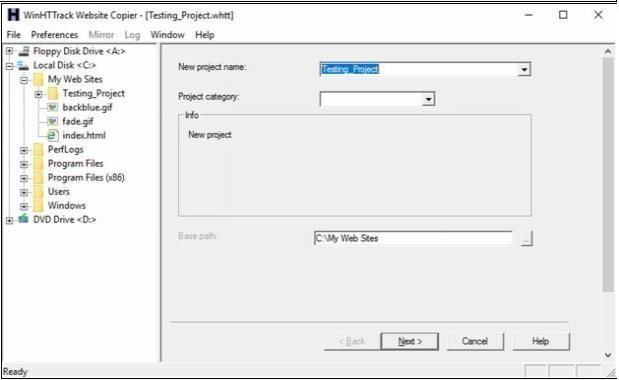 WinHTTrack Website Copier - [Testing_Project.whtt]
File Preferences Mirror Log Window Help
Floppy Disk Drive <A:>
Local Disk <C:>
My Web Sites
Testing_Project
backblue.gif
fade.gif
index.html
PerfLogs
Program Files
Program Files (x86)
Users
Windows
DVD Drive <D:>
New project name: Testing_Project
Project category:
Info
New project
Base path: C:\My Web Sites ..
< Back Next > Cancel Help
Ready